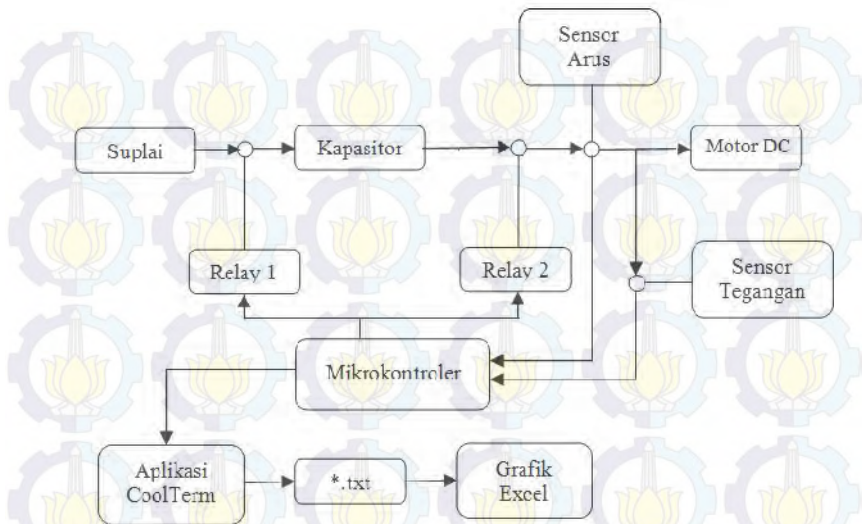 Sensor
Arus
Suplai
Kapasitor
Motor DC
Relay 1
Relay 2
Sensor
Tegangan
Mikrokontroler
Aplikasi
CoolTerm
*.txt
Grafik
Excel